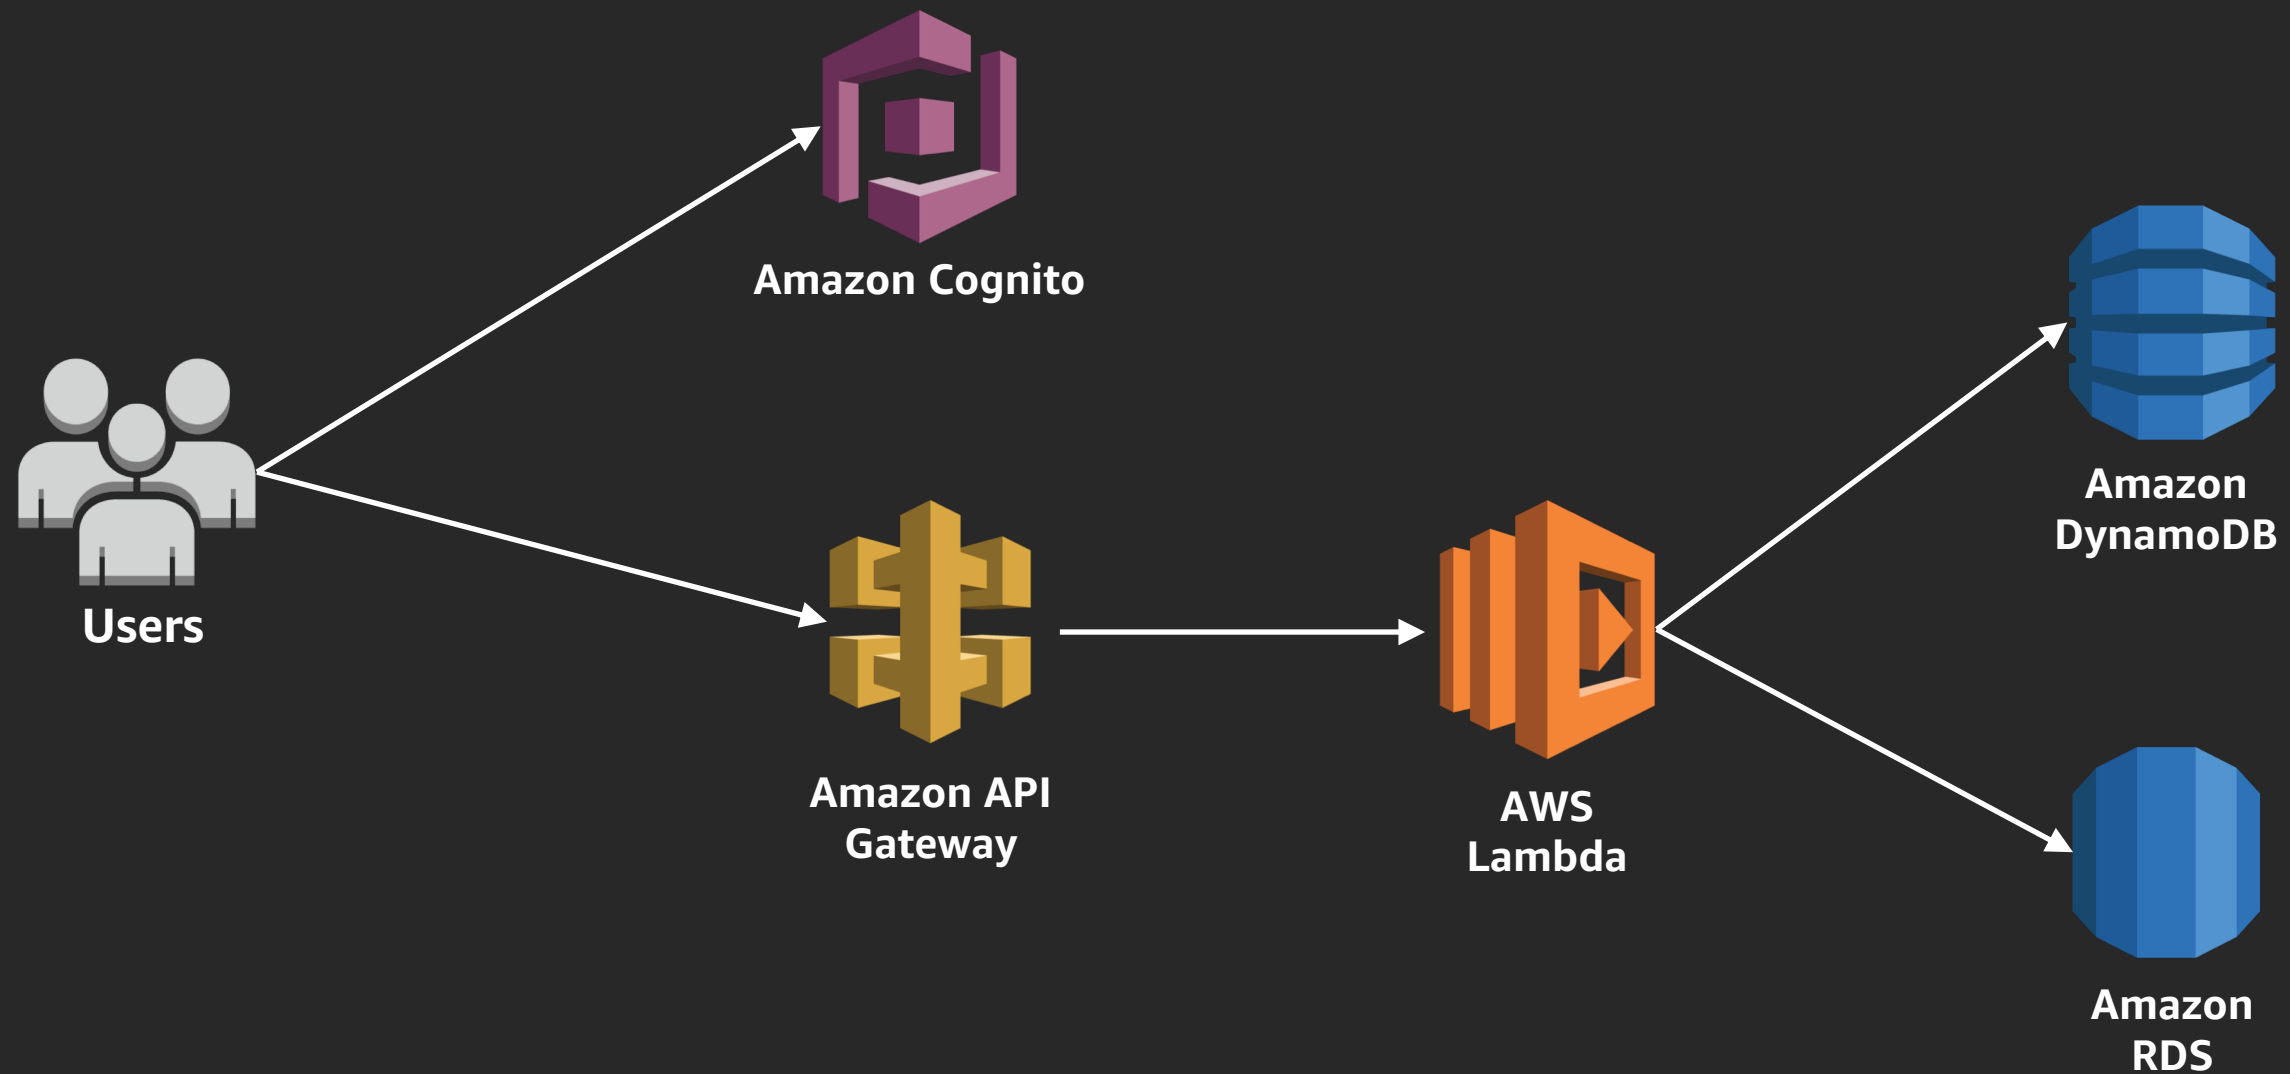 Amazon Cognito
Users
Amazon API
Gateway
AWS
Lambda
Amazon
DynamoDB
Amazon
RDS